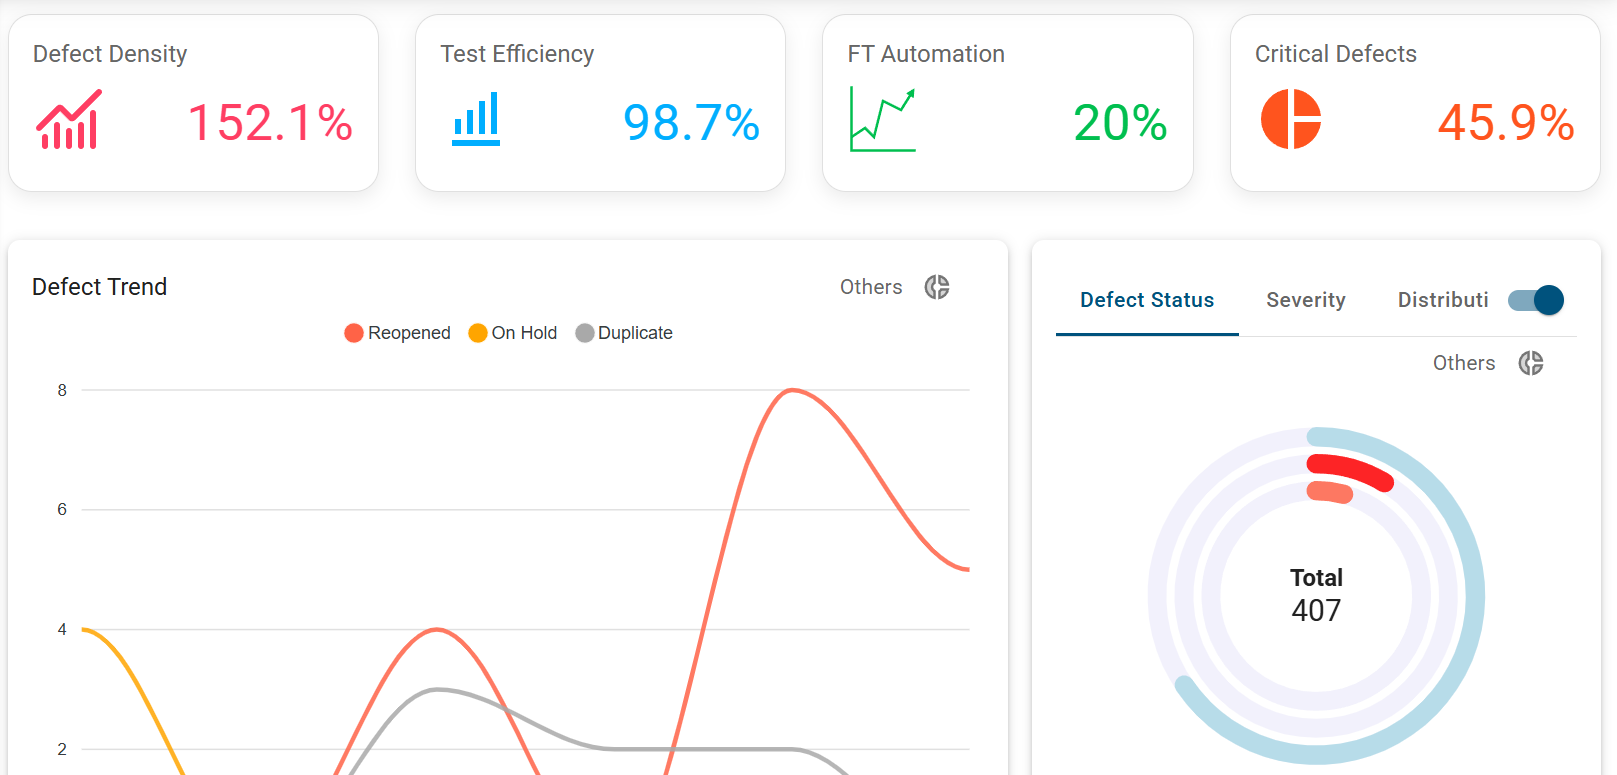 Defect Density
152.1%
Test Efficiency
98.7%
FT Automation
20%
Critical Defects
45.9%
Defect Trend
Others
Reopened
On Hold
Duplicate
8
6
4
2
Defect Status
Severity
Distributi
Others
Total
407